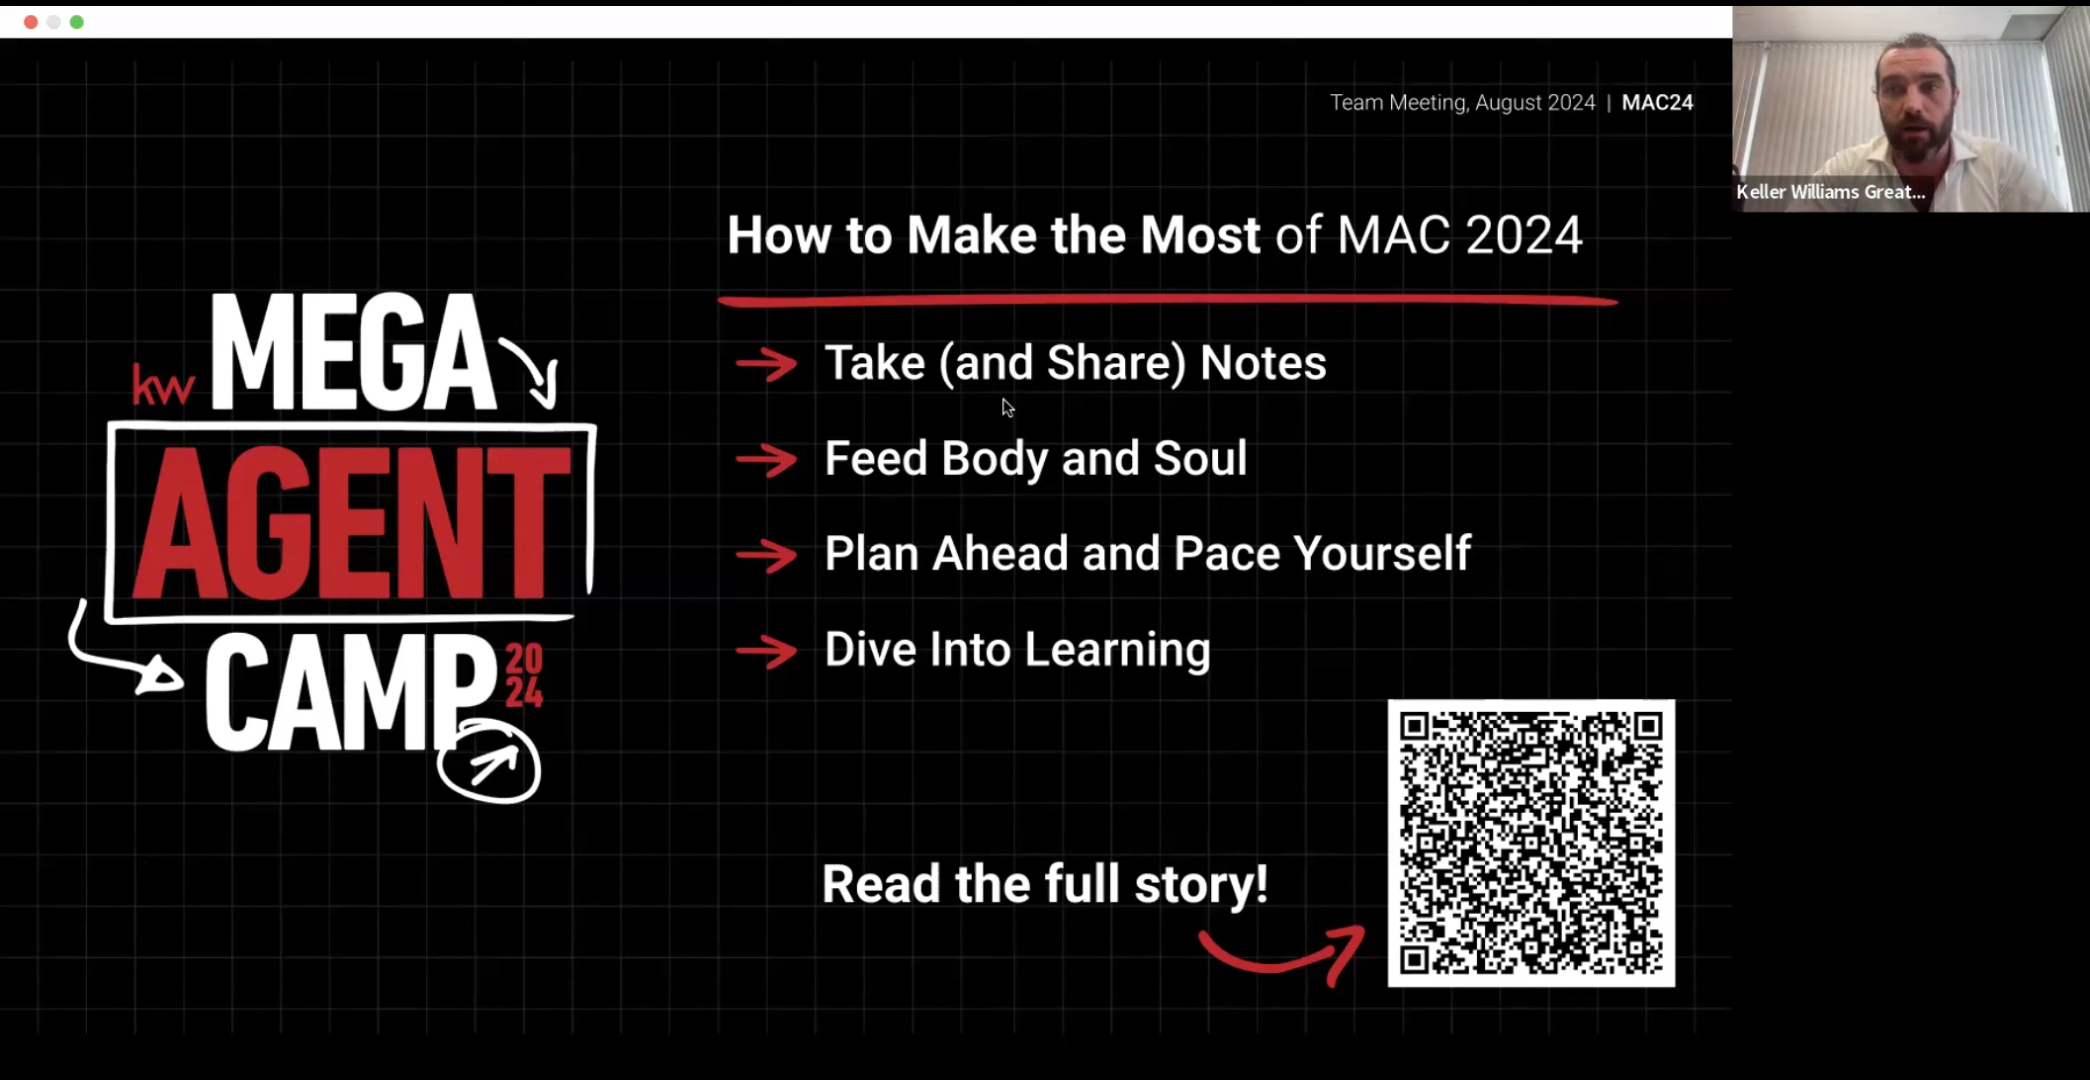 Team Meeting, August 2024 | MAC24
Keller Williams Great...
How to Make the Most of MAC 2024
kw MEGA
AGENT
CAMP 20
24
Take (and Share) Notes
Feed Body and Soul
Plan Ahead and Pace Yourself
Dive Into Learning
Read the full story!